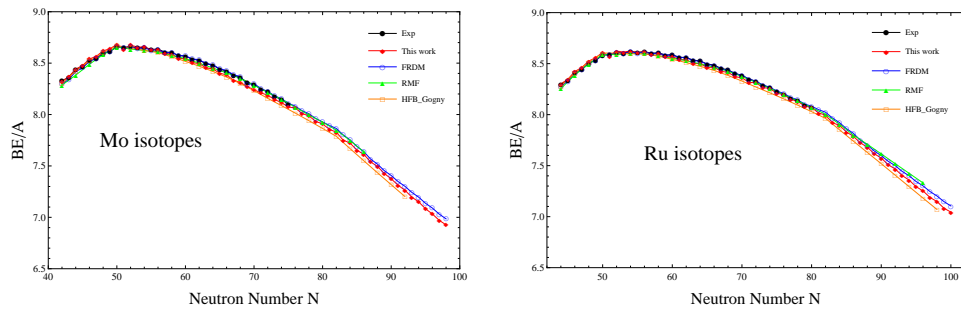 9.0
8.5
8.0
7.5
7.0
6.5
BE/A
40
50
60
70
80
90
100
Neutron Number N
Mo isotopes
Exp
This work
FRDM
RMF
HFB_Gogny
9.0
8.5
8.0
7.5
7.0
6.5
BE/A
50
60
70
80
90
100
Neutron Number N
Ru isotopes
Exp
This work
FRDM
RMF
HFB_Gogny